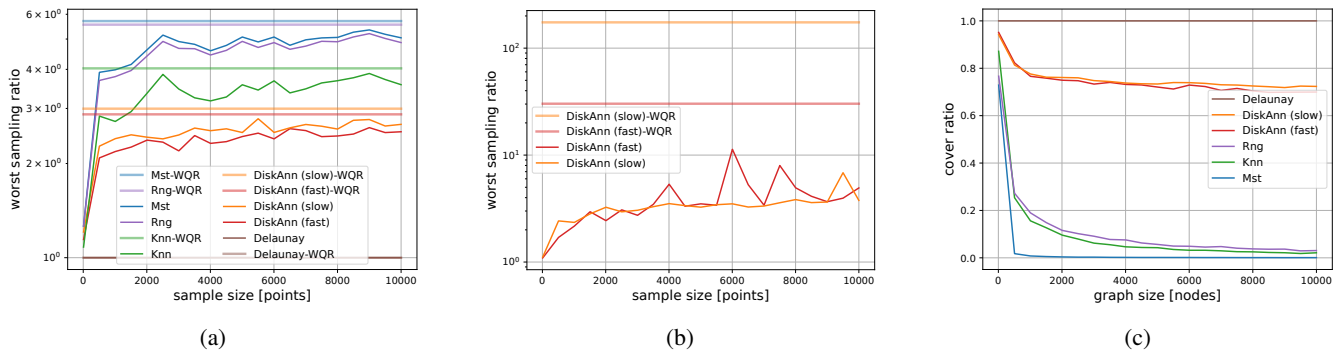 6 × 10⁰
4 × 10⁰
3 × 10⁰
2 × 10⁰
10⁰
worst sampling ratio
Mst-WQR
Rng-WQR
Mst
Rng
Knn-WQR
Knn
DiskAnn (slow)-WQR
DiskAnn (fast)-WQR
DiskAnn (slow)
DiskAnn (fast)
Delaunay
Delaunay-WQR
0 2000 4000 6000 8000 10000
sample size [points]
(a)
10²
10¹
10⁰
worst sampling ratio
DiskAnn (slow)-WQR
DiskAnn (fast)-WQR
DiskAnn (fast)
DiskAnn (slow)
0 2000 4000 6000 8000 10000
sample size [points]
(b)
1.0
0.8
0.6
0.4
0.2
0.0
cover ratio
Delaunay
DiskAnn (slow)
DiskAnn (fast)
Rng
Knn
Mst
0 2000 4000 6000 8000 10000
graph size [nodes]
(c)